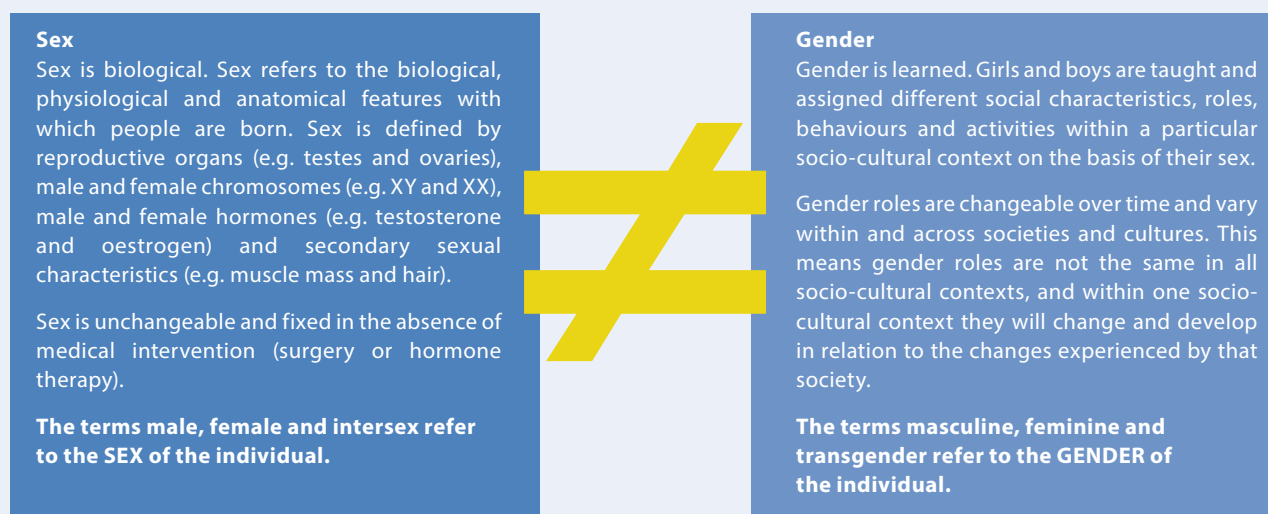 Sex
Sex is biological. Sex refers to the biological,
physiological and anatomical features with
which people are born. Sex is defined by
reproductive organs (e.g. testes and ovaries),
male and female chromosomes (e.g. XY and XX),
male and female hormones (e.g. testosterone
and oestrogen) and secondary sexual
characteristics (e.g. muscle mass and hair).
Sex is unchangeable and fixed in the absence of
medical intervention (surgery or hormone
therapy).
The terms male, female and intersex refer
to the SEX of the individual.
≠
Gender
Gender is learned. Girls and boys are taught and
assigned different social characteristics, roles,
behaviours and activities within a particular
socio-cultural context on the basis of their sex.
Gender roles are changeable over time and vary
within and across societies and cultures. This
means gender roles are not the same in all
socio-cultural contexts, and within one socio-
cultural context they will change and develop
in relation to the changes experienced by that
society.
The terms masculine, feminine and
transgender refer to the GENDER of
the individual.